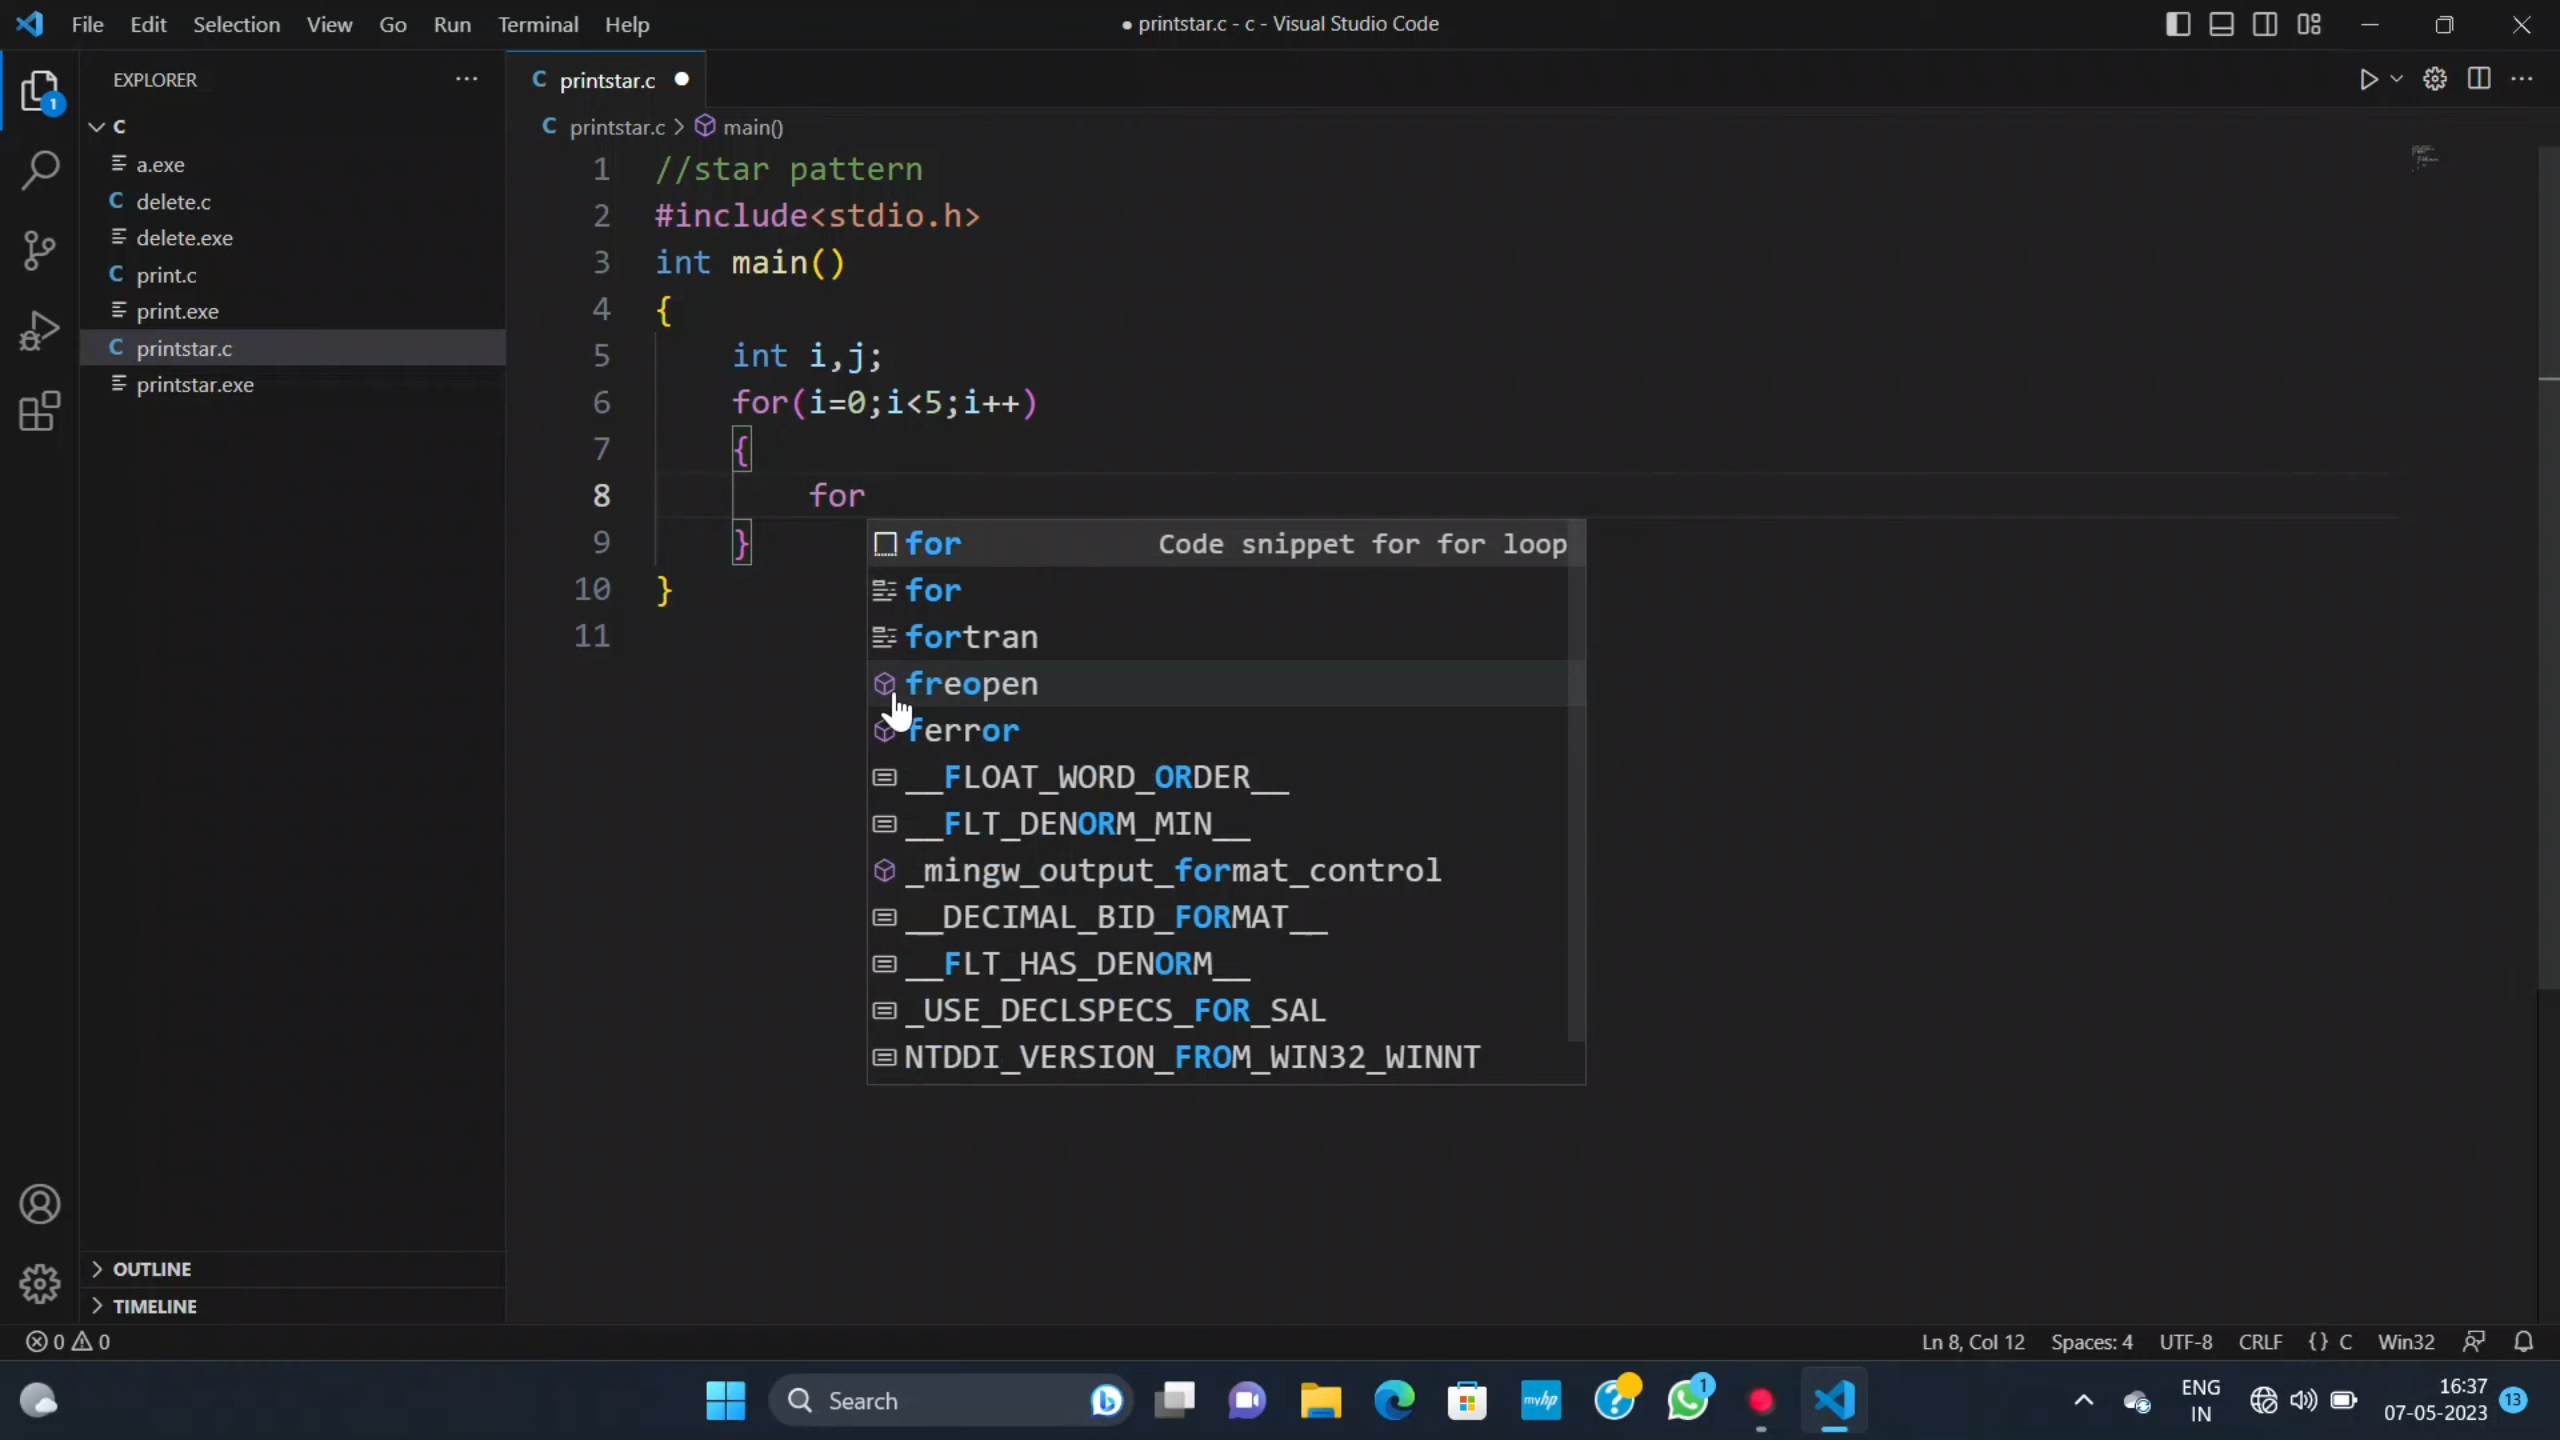 File Edit Selection View Go Run Terminal Help
● printstar.c - c - Visual Studio Code
EXPLORER
C printstar.c
1
C
C printstar.c > main()
a.exe
C delete.c
delete.exe
C print.c
print.exe
C printstar.c
printstar.exe
1 //star pattern
2 #include<stdio.h>
3 int main()
4 {
5 int i,j;
6 for(i=0;i<5;i++)
7 {
8 for
9 }
10 }
11
for Code snippet for for loop
for
fortran
freopen
ferror
__FLOAT_WORD_ORDER__
__FLT_DENORM_MIN__
_mingw_output_format_control
__DECIMAL_BID_FORMAT__
__FLT_HAS_DENORM__
_USE_DECLSPECS_FOR_SAL
NTDDI_VERSION_FROM_WIN32_WINNT
OUTLINE
TIMELINE
0 0
Ln 8, Col 12 Spaces: 4 UTF-8 CRLF {} C Win32
Search
myhp
1
ENG
IN
16:37
07-05-2023
13